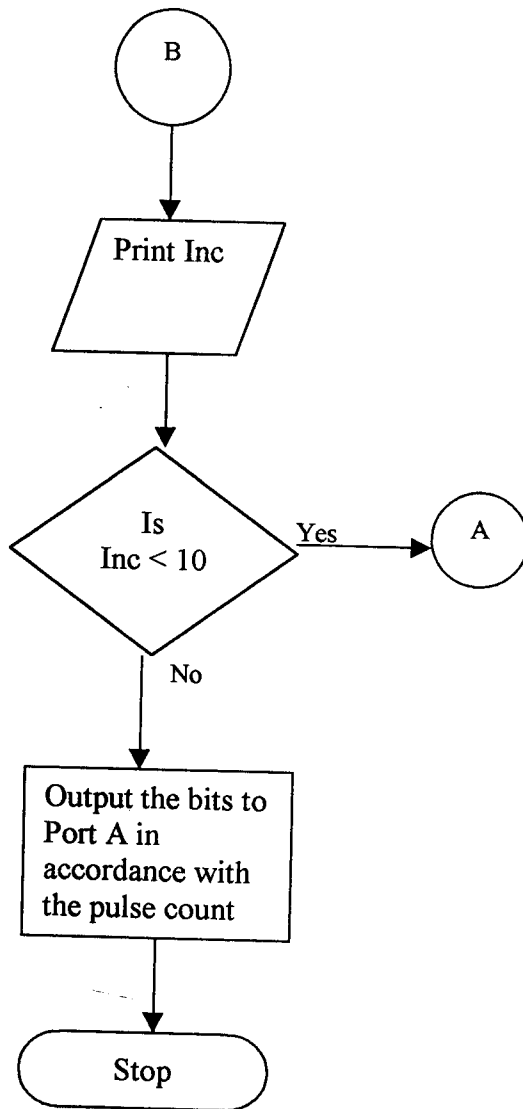 B
Print Inc
Is
Inc < 10
Yes
A
No
Output the bits to
Port A in
accordance with
the pulse count
Stop